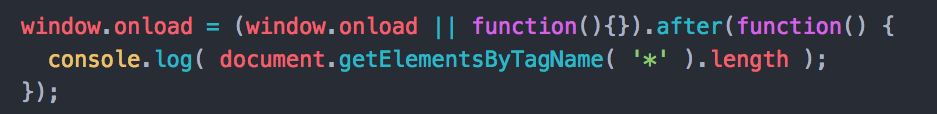 window.onload = (window.onload || function(){}).after(function() {
  console.log( document.getElementsByTagName( '*' ).length );
});